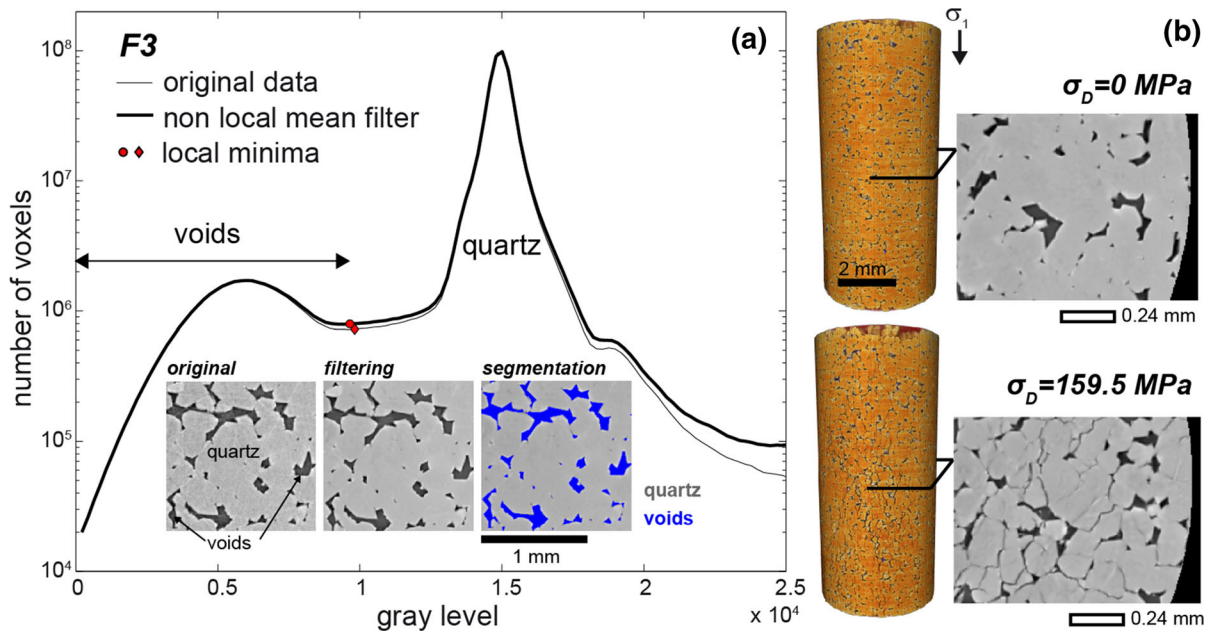 F3
(a)
original data
non local mean filter
local minima
number of voxels
10^8
10^7
10^6
10^5
10^4
voids
quartz
original
filtering
segmentation
quartz
voids
quartz
voids
1 mm
0
0.5
1
1.5
2
2.5
x 10^4
gray level
(b)
σ_1
σ_D=0 MPa
2 mm
0.24 mm
σ_D=159.5 MPa
0.24 mm